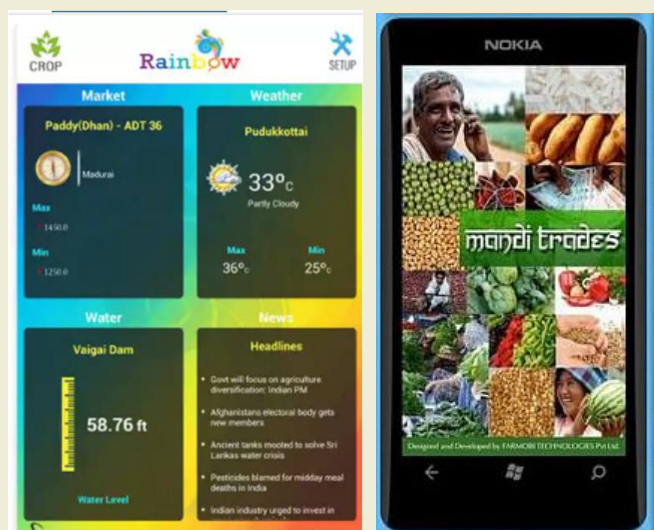 CROP
Rainbow
SETUP
Market
Paddy(Dhan) - ADT 36
Madurai
Max
1450.0
Min
1250.0
Weather
Pudukkottai
33°C
Partly Cloudy
Max
Min
36°C
25°C
Water
Vaigai Dam
58.76 ft
Water Level
News
Headlines
• Govt will focus on agriculture
diversification: Indian PM
• Afghanistans electoral body gets
new members
• Ancient tanks mooted to solve Sri
Lankas water crisis
• Pesticides blamed for midday meal
deaths in India
• Indian industry urged to invest in
NOKIA
mandi trades
Designed and Developed by FARMOBI TECHNOLOGIES Pvt Ltd.